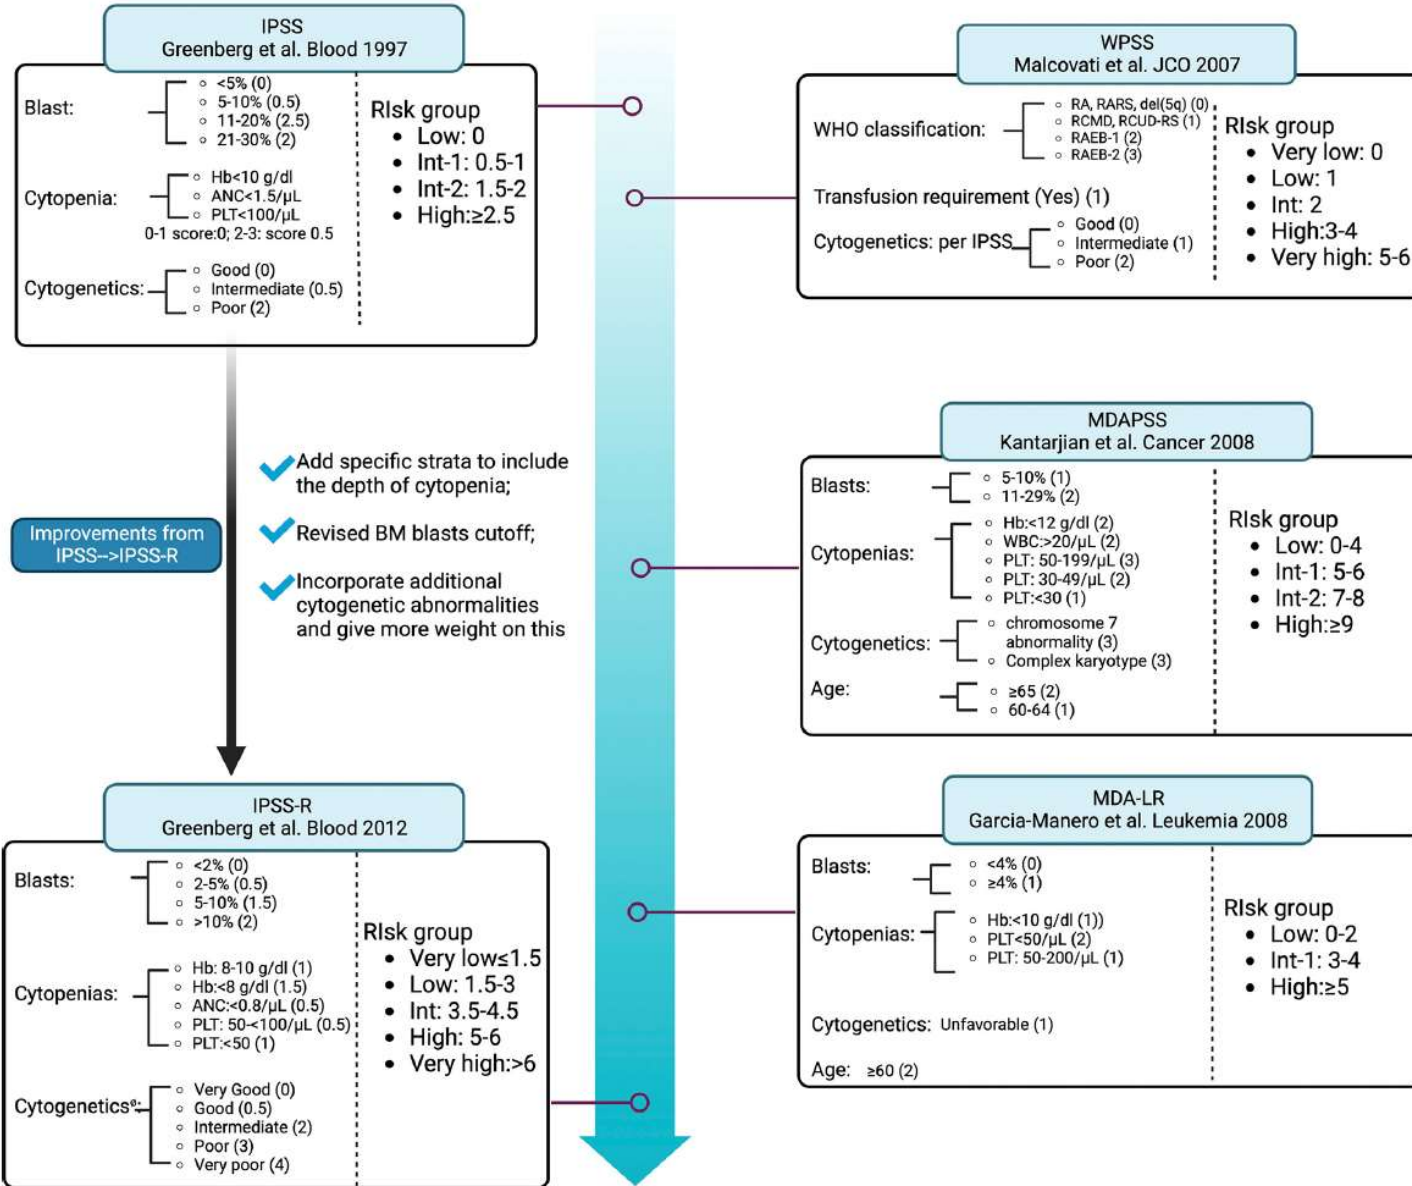 IPSS
Greenberg et al. Blood 1997
Blast:
<5% (0)
5-10% (0.5)
11-20% (2.5)
21-30% (2)
Cytopenia:
Hb<10 g/dl
ANC<1.5/μL
PLT<100/μL
0-1 score:0; 2-3: score 0.5
Cytogenetics:
Good (0)
Intermediate (0.5)
Poor (2)
RIsk group
Low: 0
Int-1: 0.5-1
Int-2: 1.5-2
High:≥2.5
WPSS
Malcovati et al. JCO 2007
WHO classification:
RA, RARS, del(5q) (0)
RCMD, RCUD-RS (1)
RAEB-1 (2)
RAEB-2 (3)
Transfusion requirement (Yes) (1)
Cytogenetics: per IPSS
Good (0)
Intermediate (1)
Poor (2)
RIsk group
Very low: 0
Low: 1
Int: 2
High:3-4
Very high: 5-6
Improvements from
IPSS-->IPSS-R
Add specific strata to include
the depth of cytopenia;
Revised BM blasts cutoff;
Incorporate additional
cytogenetic abnormalities
and give more weight on this
MDAPSS
Kantarjian et al. Cancer 2008
Blasts:
5-10% (1)
11-29% (2)
Cytopenias:
Hb:<12 g/dl (2)
WBC:>20/μL (2)
PLT: 50-199/μL (3)
PLT: 30-49/μL (2)
PLT:<30 (1)
Cytogenetics:
chromosome 7
abnormality (3)
Complex karyotype (3)
Age:
≥65 (2)
60-64 (1)
RIsk group
Low: 0-4
Int-1: 5-6
Int-2: 7-8
High:≥9
IPSS-R
Greenberg et al. Blood 2012
Blasts:
<2% (0)
2-5% (0.5)
5-10% (1.5)
>10% (2)
Cytopenias:
Hb: 8-10 g/dl (1)
Hb:<8 g/dl (1.5)
ANC:<0.8/μL (0.5)
PLT: 50-<100/μL (0.5)
PLT:<50 (1)
Cytogenetics
Very Good (0)
Good (0.5)
Intermediate (2)
Poor (3)
Very poor (4)
RIsk group
Very low≤1.5
Low: 1.5-3
Int: 3.5-4.5
High: 5-6
Very high:>6
MDA-LR
Garcia-Manero et al. Leukemia 2008
Blasts:
<4% (0)
≥4% (1)
Cytopenias:
Hb:<10 g/dl (1))
PLT<50/μL (2)
PLT: 50-200/μL (1)
Cytogenetics: Unfavorable (1)
Age: ≥60 (2)
RIsk group
Low: 0-2
Int-1: 3-4
High:≥5